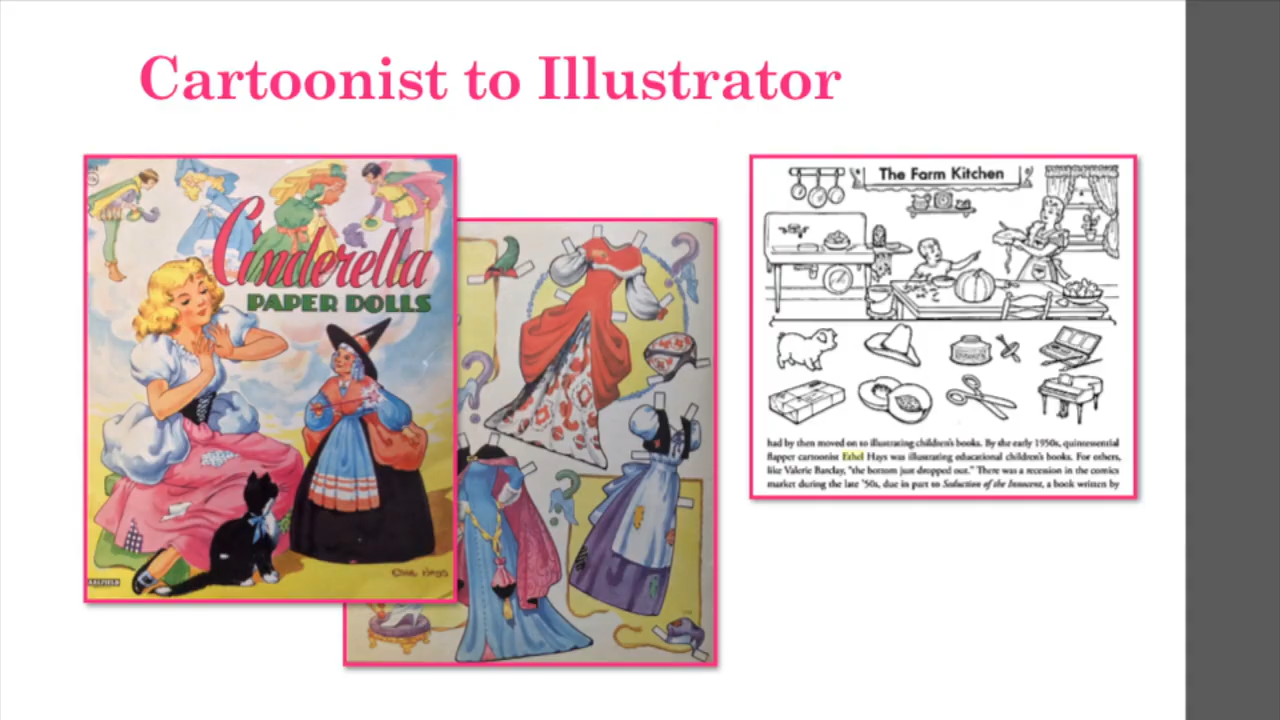 Cartoonist to Illustrator
Cinderella
PAPER DOLLS
SAALFIELD
Ethel Hays
The Farm Kitchen
had by then moved on to illustrating children's books. By the early 1950s, quintessential
flapper cartoonist Ethel Hays was illustrating educational children's books. For others,
like Valerie Barclay, "the bottom just dropped out." There was a recession in the comics
market during the late '50s, due in part to Seduction of the Innocent, a book written by